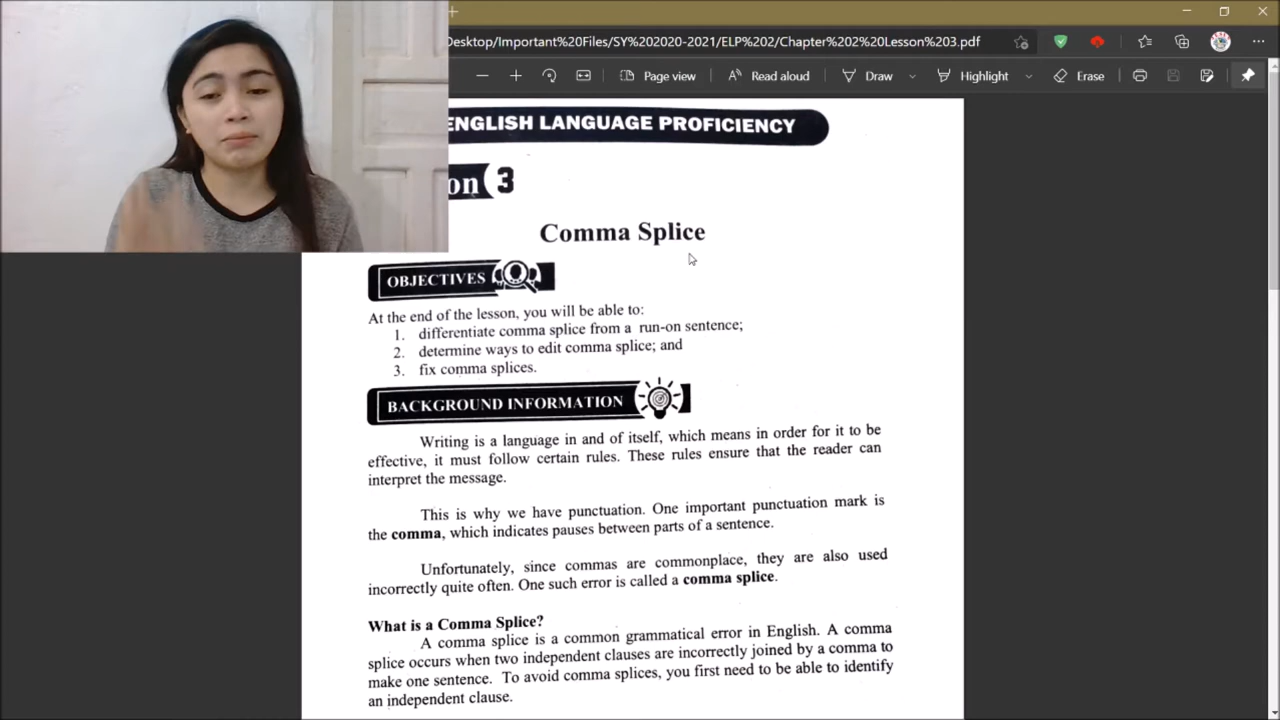 Desktop/Important%20Files/SY%202020-2021/ELP%202/Chapter%202%20Lesson%203.pdf
Page view
Read aloud
Draw
Highlight
Erase
ENGLISH LANGUAGE PROFICIENCY
on 3
Comma Splice
OBJECTIVES
At the end of the lesson, you will be able to:
1. differentiate comma splice from a run-on sentence;
2. determine ways to edit comma splice; and
3. fix comma splices.
BACKGROUND INFORMATION
Writing is a language in and of itself, which means in order for it to be
effective, it must follow certain rules. These rules ensure that the reader can
interpret the message.
This is why we have punctuation. One important punctuation mark is
the comma, which indicates pauses between parts of a sentence.
Unfortunately, since commas are commonplace, they are also used
incorrectly quite often. One such error is called a comma splice.
What is a Comma Splice?
A comma splice is a common grammatical error in English. A comma
splice occurs when two independent clauses are incorrectly joined by a comma to
make one sentence. To avoid comma splices, you first need to be able to identify
an independent clause.